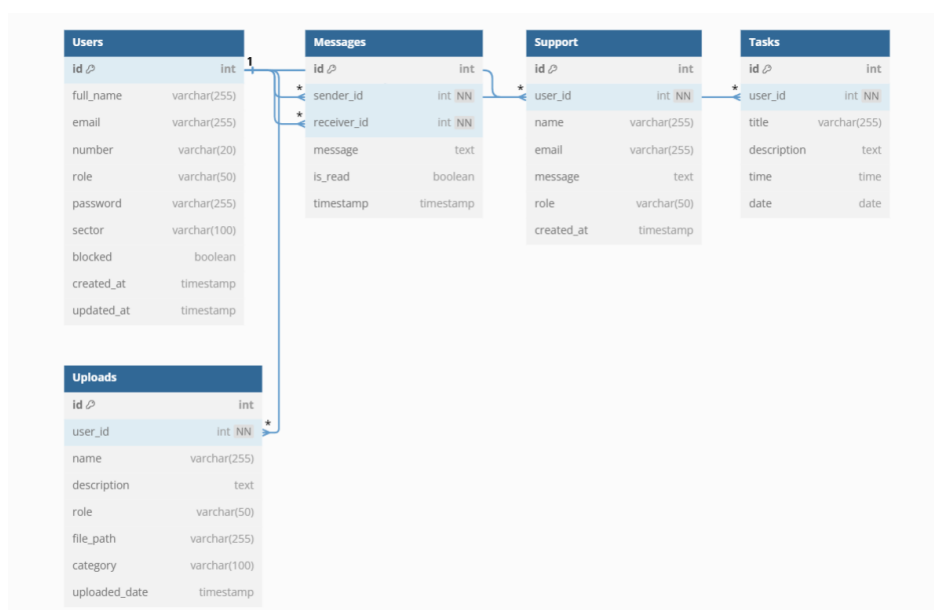 Users
id int
full_name varchar(255)
email varchar(255)
number varchar(20)
role varchar(50)
password varchar(255)
sector varchar(100)
blocked boolean
created_at timestamp
updated_at timestamp
1
Messages
id int
* sender_id int NN
* receiver_id int NN
message text
is_read boolean
timestamp timestamp
Support
id int
* user_id int NN
name varchar(255)
email varchar(255)
message text
role varchar(50)
created_at timestamp
Tasks
id int
* user_id int NN
title varchar(255)
description text
time time
date date
Uploads
id int
user_id int NN *
name varchar(255)
description text
role varchar(50)
file_path varchar(255)
category varchar(100)
uploaded_date timestamp